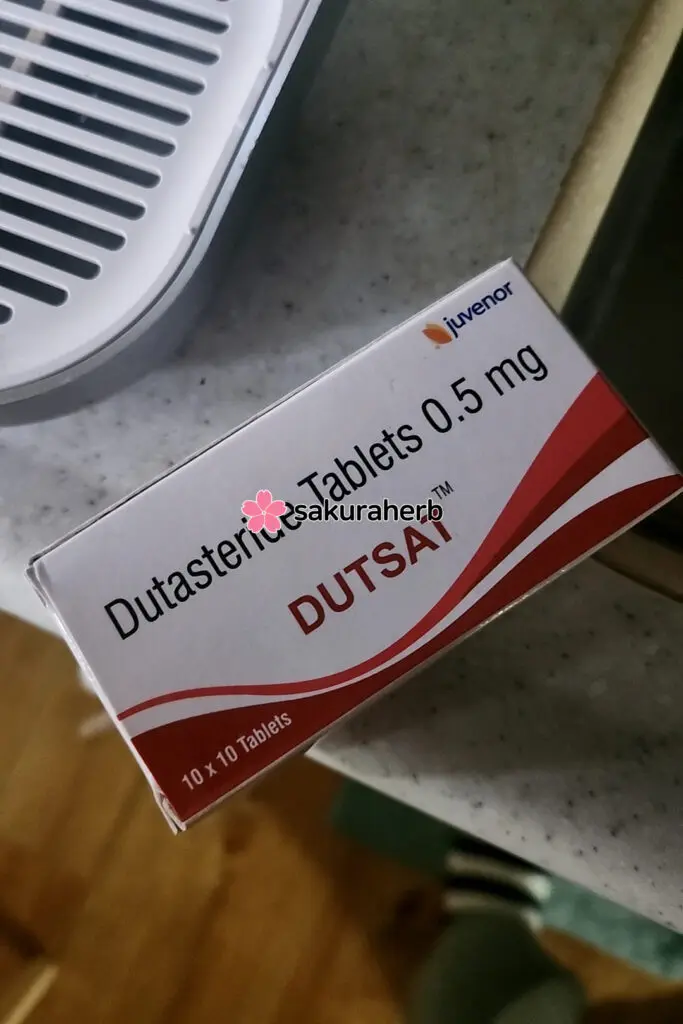 juvenor
Dutasteride Tablets 0.5 mg
sakuraherb
DUTSAT™
10 x 10 Tablets